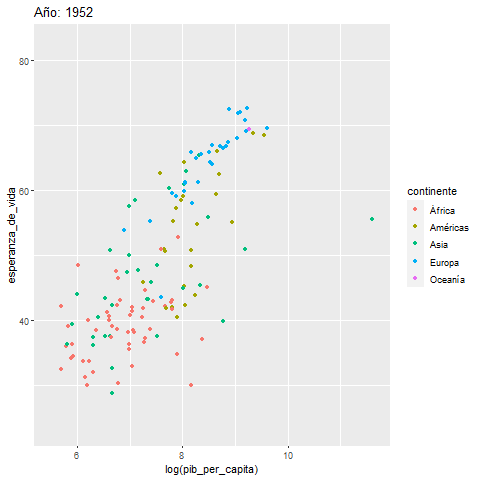 Año: 1952
80
60
40
esperanza_de_vida
6
8
10
log(pib_per_capita)
continente
África
Américas
Asia
Europa
Oceanía